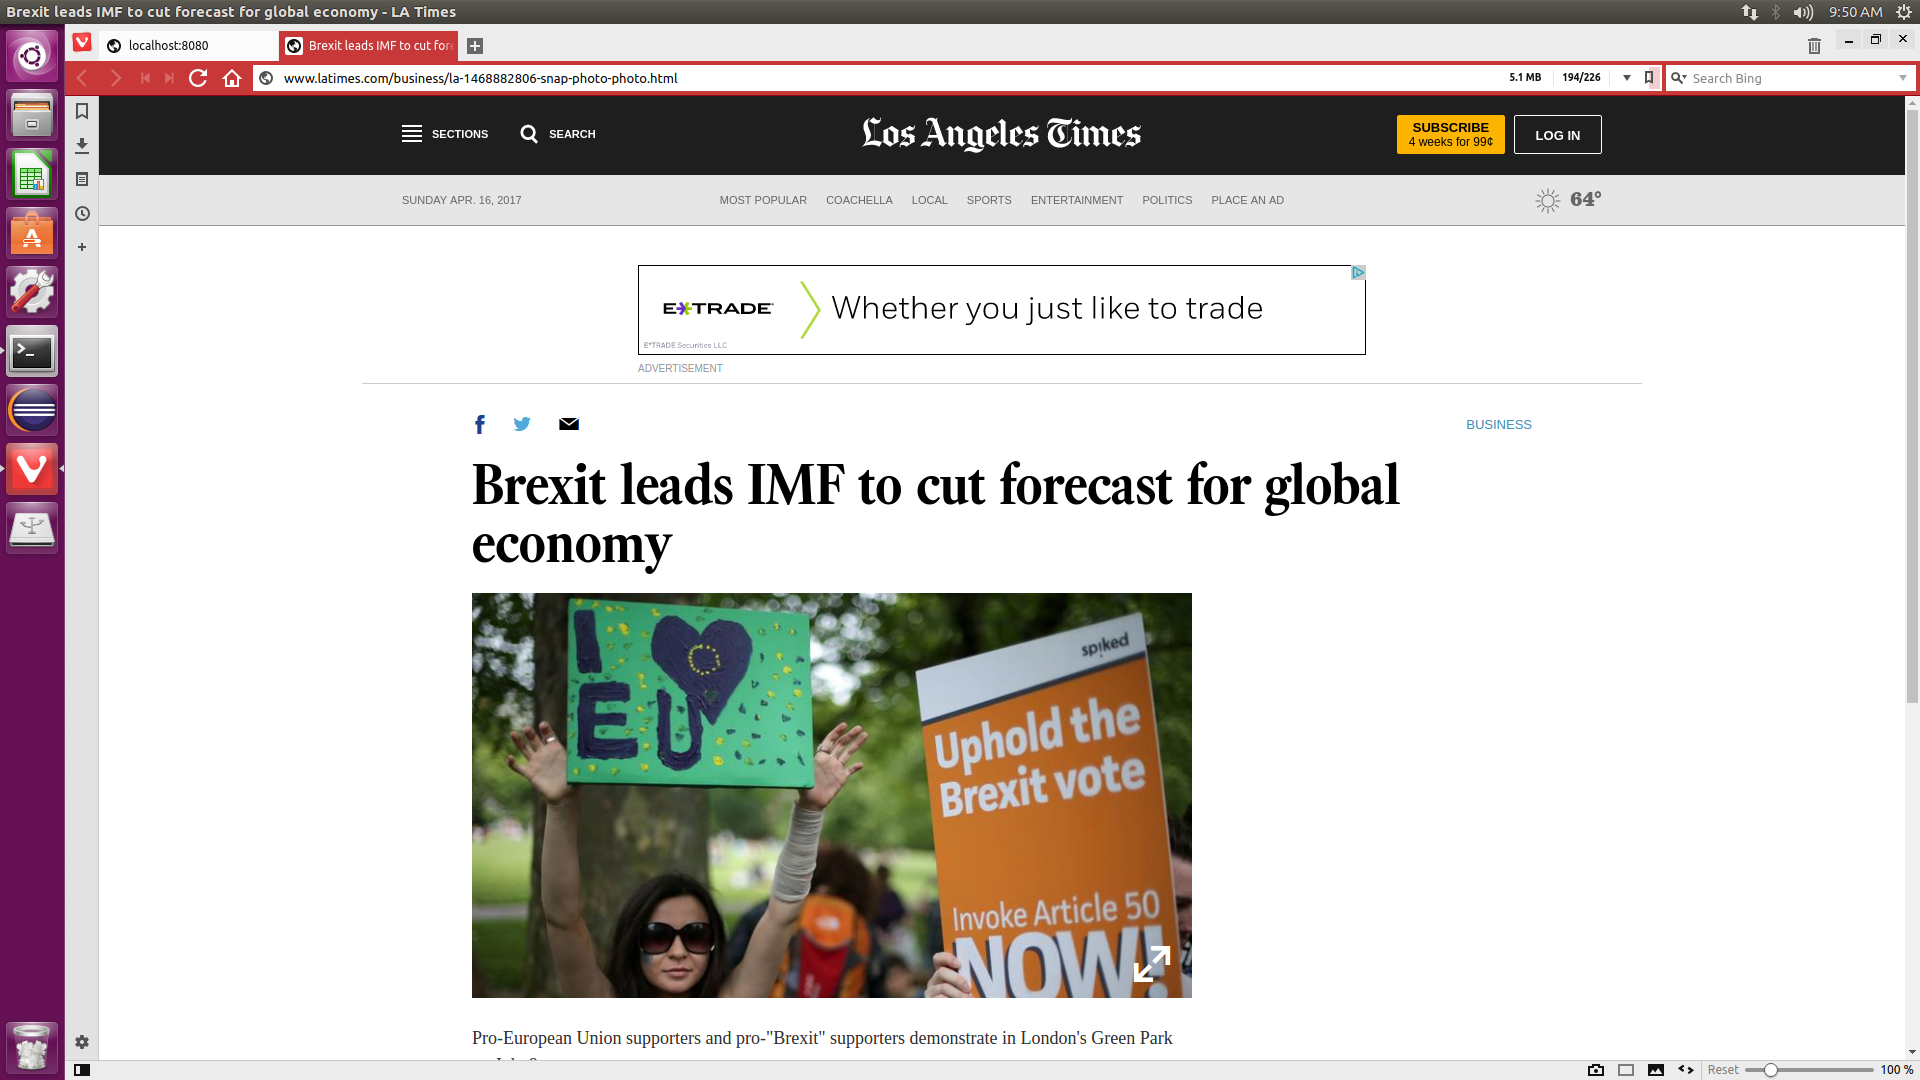 Brexit leads IMF to cut forecast for global economy - LA Times
9:50 AM
localhost:8080
Brexit leads IMF to cut for
www.latimes.com/business/la-1468882806-snap-photo-photo.html
5.1 MB
194/226
Search Bing
SECTIONS
SEARCH
Los Angeles Times
SUBSCRIBE
4 weeks for 99¢
LOG IN
SUNDAY APR. 16, 2017
MOST POPULAR
COACHELLA
LOCAL
SPORTS
ENTERTAINMENT
POLITICS
PLACE AN AD
64°
E*TRADE
Whether you just like to trade
E*TRADE Securities LLC
ADVERTISEMENT
BUSINESS
Brexit leads IMF to cut forecast for global
economy
I
EU
spiked
Uphold the
Brexit vote
Invoke Article 50
NOW!
Pro-European Union supporters and pro-"Brexit" supporters demonstrate in London's Green Park
Reset
100 %